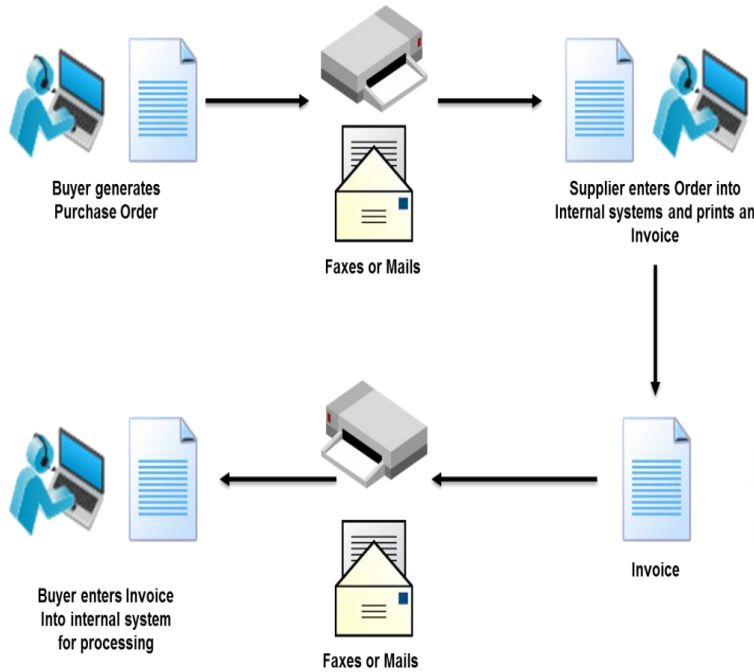 Buyer generates
Purchase Order
Faxes or Mails
Supplier enters Order into
Internal systems and prints an
Invoice
Invoice
Buyer enters Invoice
Into internal system
for processing
Faxes or Mails